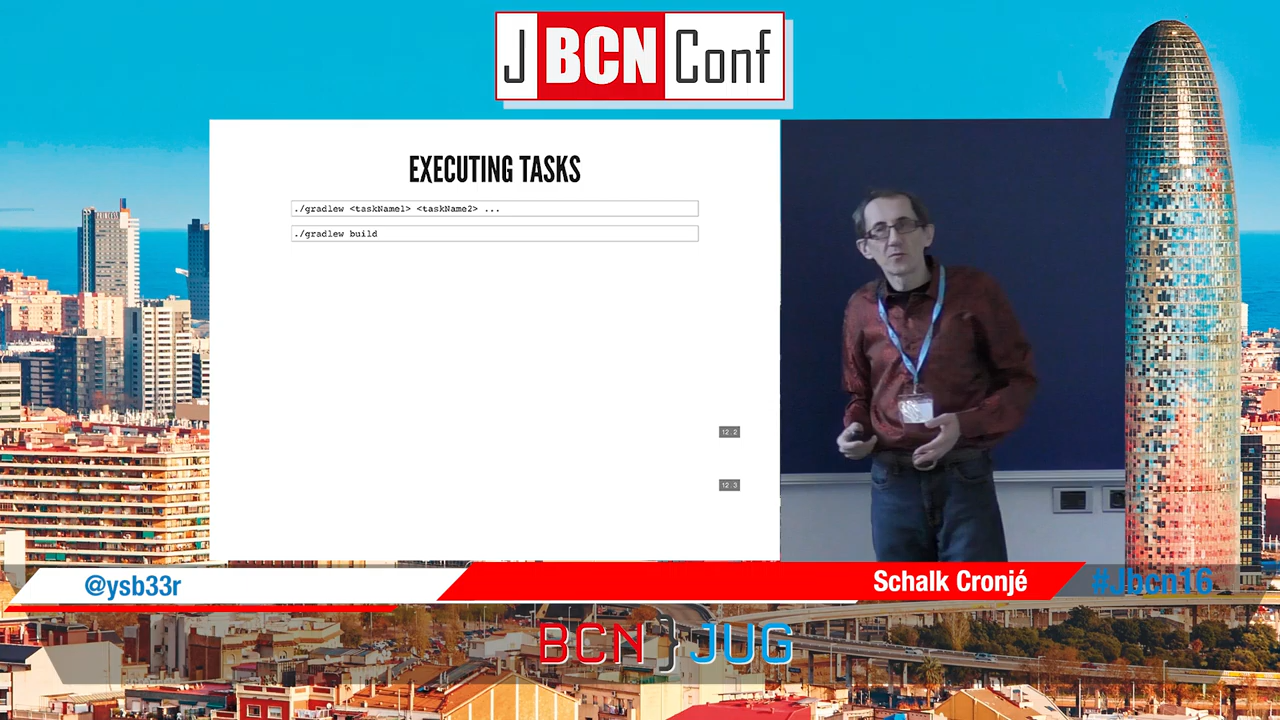 J BCN Conf
EXECUTING TASKS
./gradlew <taskName1> <taskName2> ...
./gradlew build
12.2
12.3
@ysb33r
Schalk Cronjé
#Jbcn16
BCN}JUG